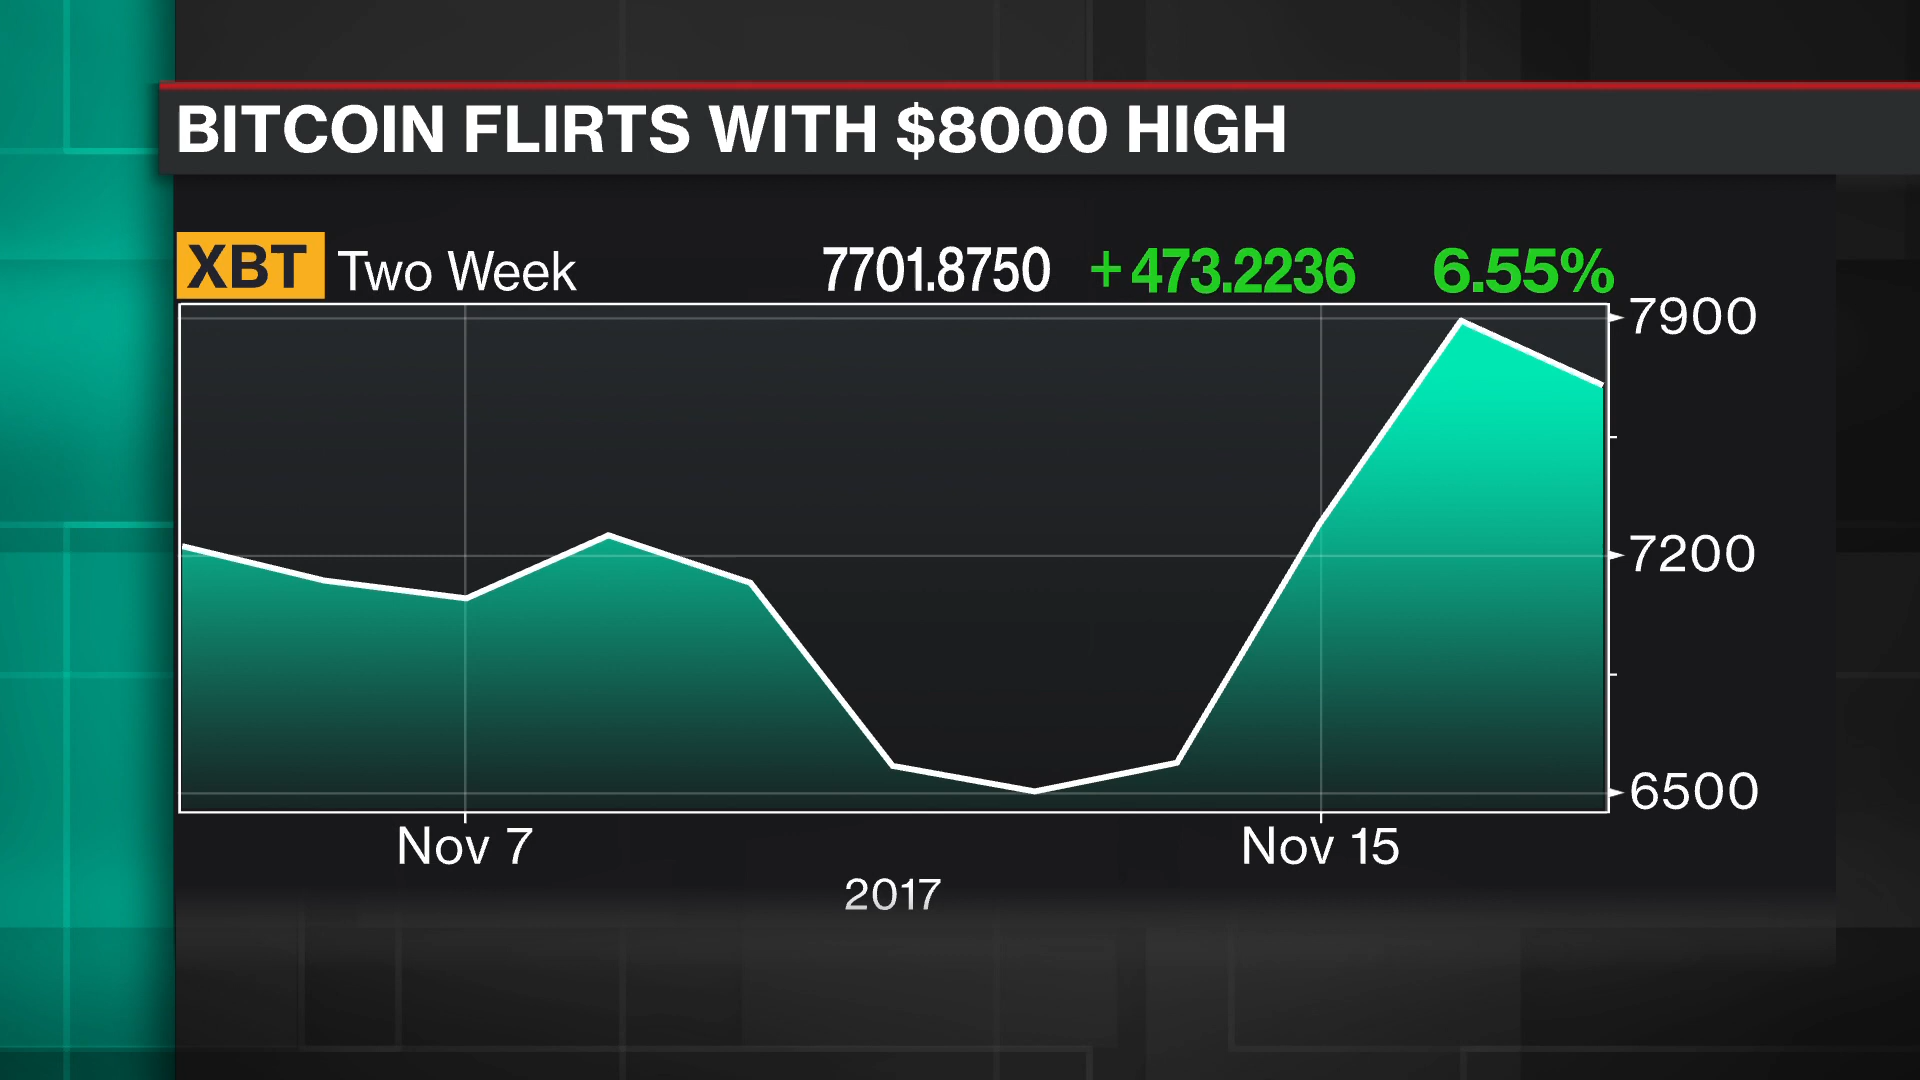 BITCOIN FLIRTS WITH $8000 HIGH
XBT Two Week 7701.8750 +473.2236 6.55%
7900
7200
6500
Nov 7 Nov 15
2017